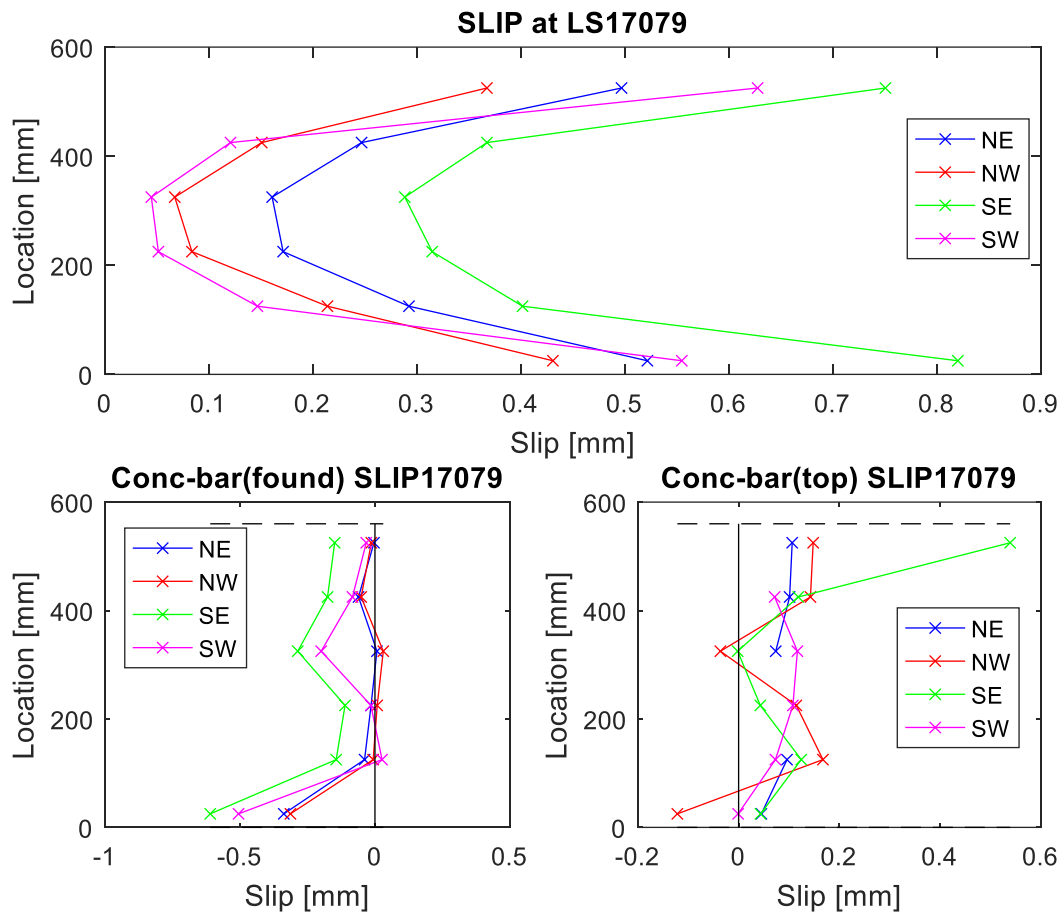 SLIP at LS17079
600
400
200
0
Location [mm]
0 0.1 0.2 0.3 0.4 0.5 0.6 0.7 0.8 0.9
Slip [mm]
NE
NW
SE
SW
Conc-bar(found) SLIP17079
600
400
200
0
Location [mm]
-1 -0.5 0 0.5
Slip [mm]
NE
NW
SE
SW
Conc-bar(top) SLIP17079
600
400
200
0
Location [mm]
-0.2 0 0.2 0.4 0.6
Slip [mm]
NE
NW
SE
SW